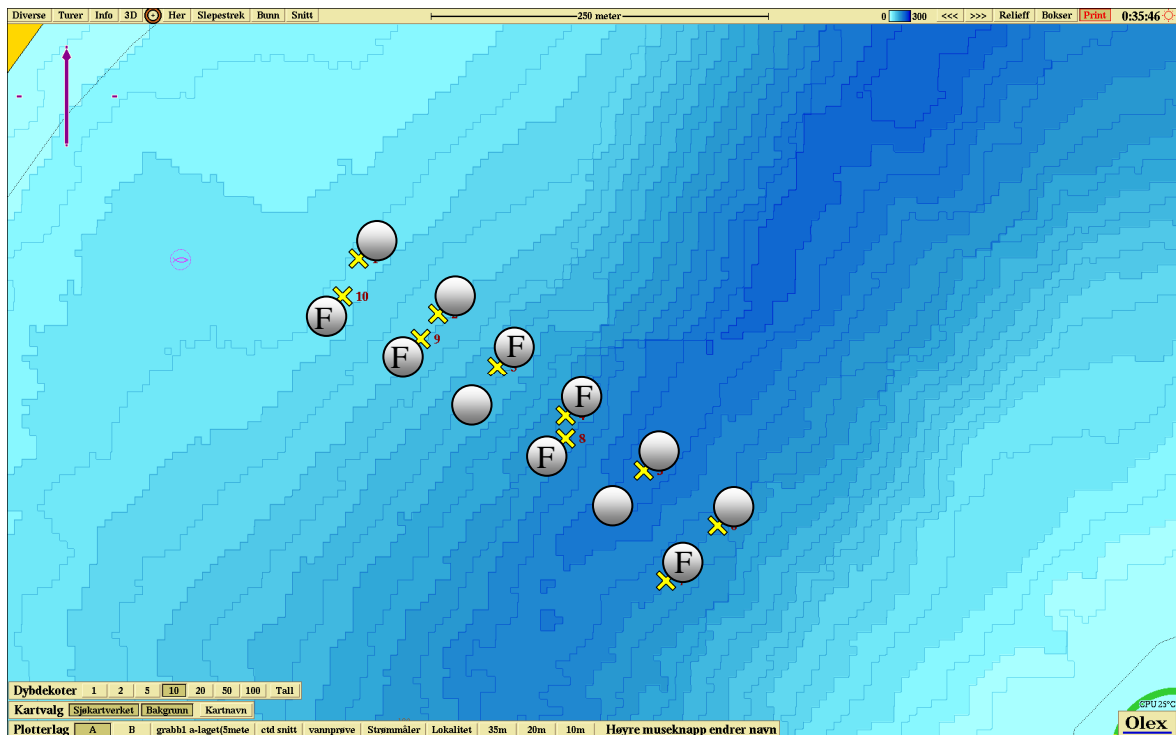 Diverse Turer Info 3D Her Slepestrek Bunn Snitt 250 meter 0 300 <<< >>> Relieff Bokser Print 0:35:46
10
F
9
F
F
F
8
F
F
Dybdekoter 1 2 5 10 20 50 100 Tall
Kartvalg Sjøkartverket Bakgrunn Kartnavn
CPU 25°C
Olex
Plotterlag A B grabb1 a-laget(5mete ctd snitt vannprøve Strømmåler Lokalitet 35m 20m 10m Høyre museknapp endrer navn